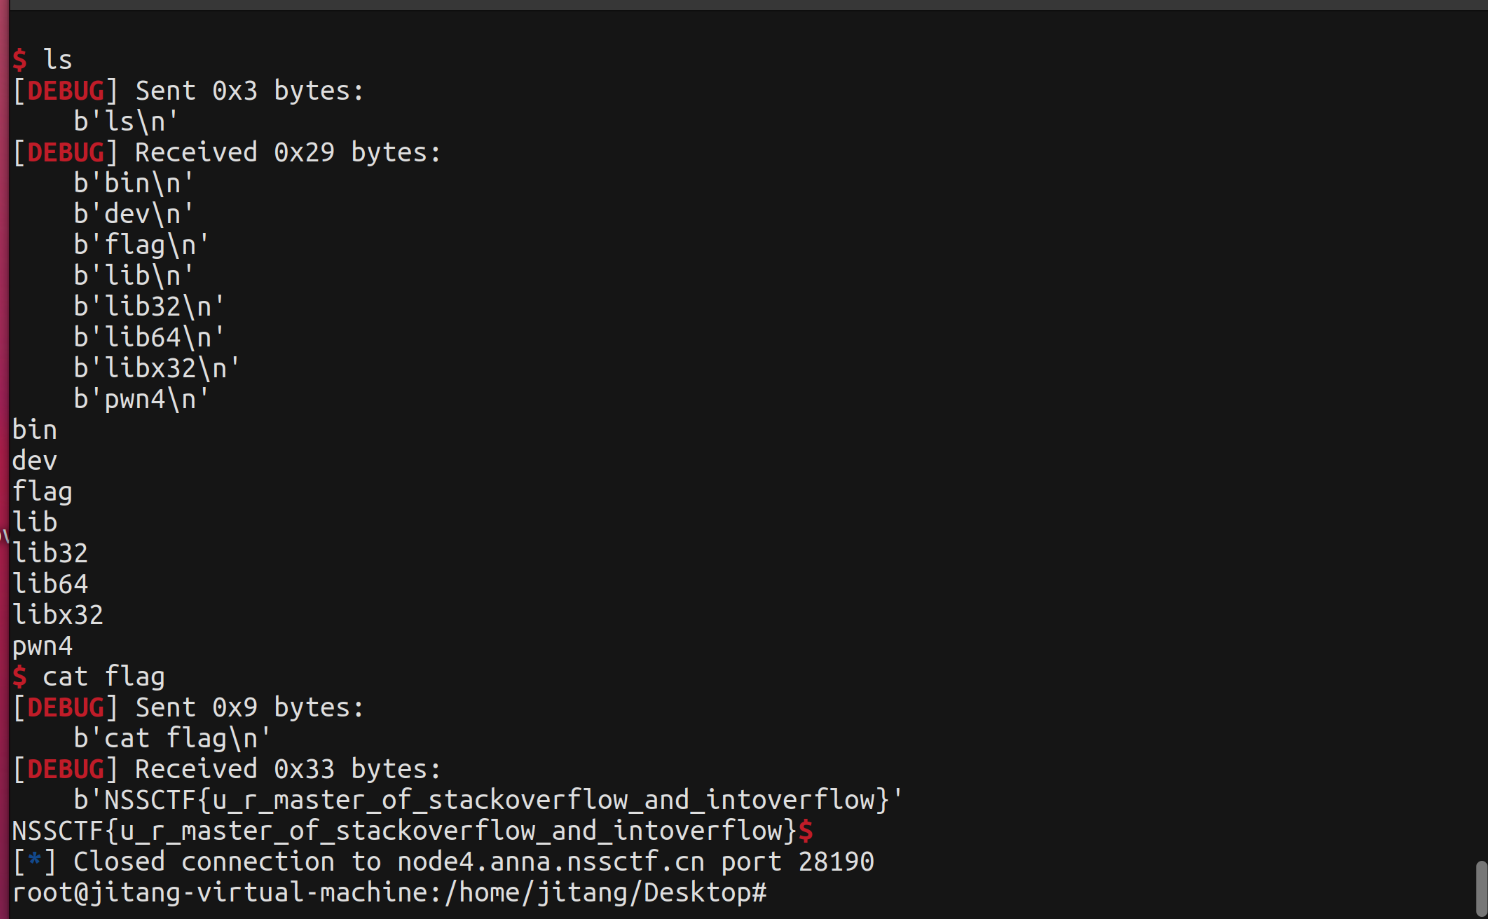 $ ls
[DEBUG] Sent 0x3 bytes:
    b'ls\n'
[DEBUG] Received 0x29 bytes:
    b'bin\n'
    b'dev\n'
    b'flag\n'
    b'lib\n'
    b'lib32\n'
    b'lib64\n'
    b'libx32\n'
    b'pwn4\n'
bin
dev
flag
lib
lib32
lib64
libx32
pwn4
$ cat flag
[DEBUG] Sent 0x9 bytes:
    b'cat flag\n'
[DEBUG] Received 0x33 bytes:
    b'NSSCTF{u_r_master_of_stackoverflow_and_intoverflow}'
NSSCTF{u_r_master_of_stackoverflow_and_intoverflow}$
[*] Closed connection to node4.anna.nssctf.cn port 28190
root@jitang-virtual-machine:/home/jitang/Desktop#